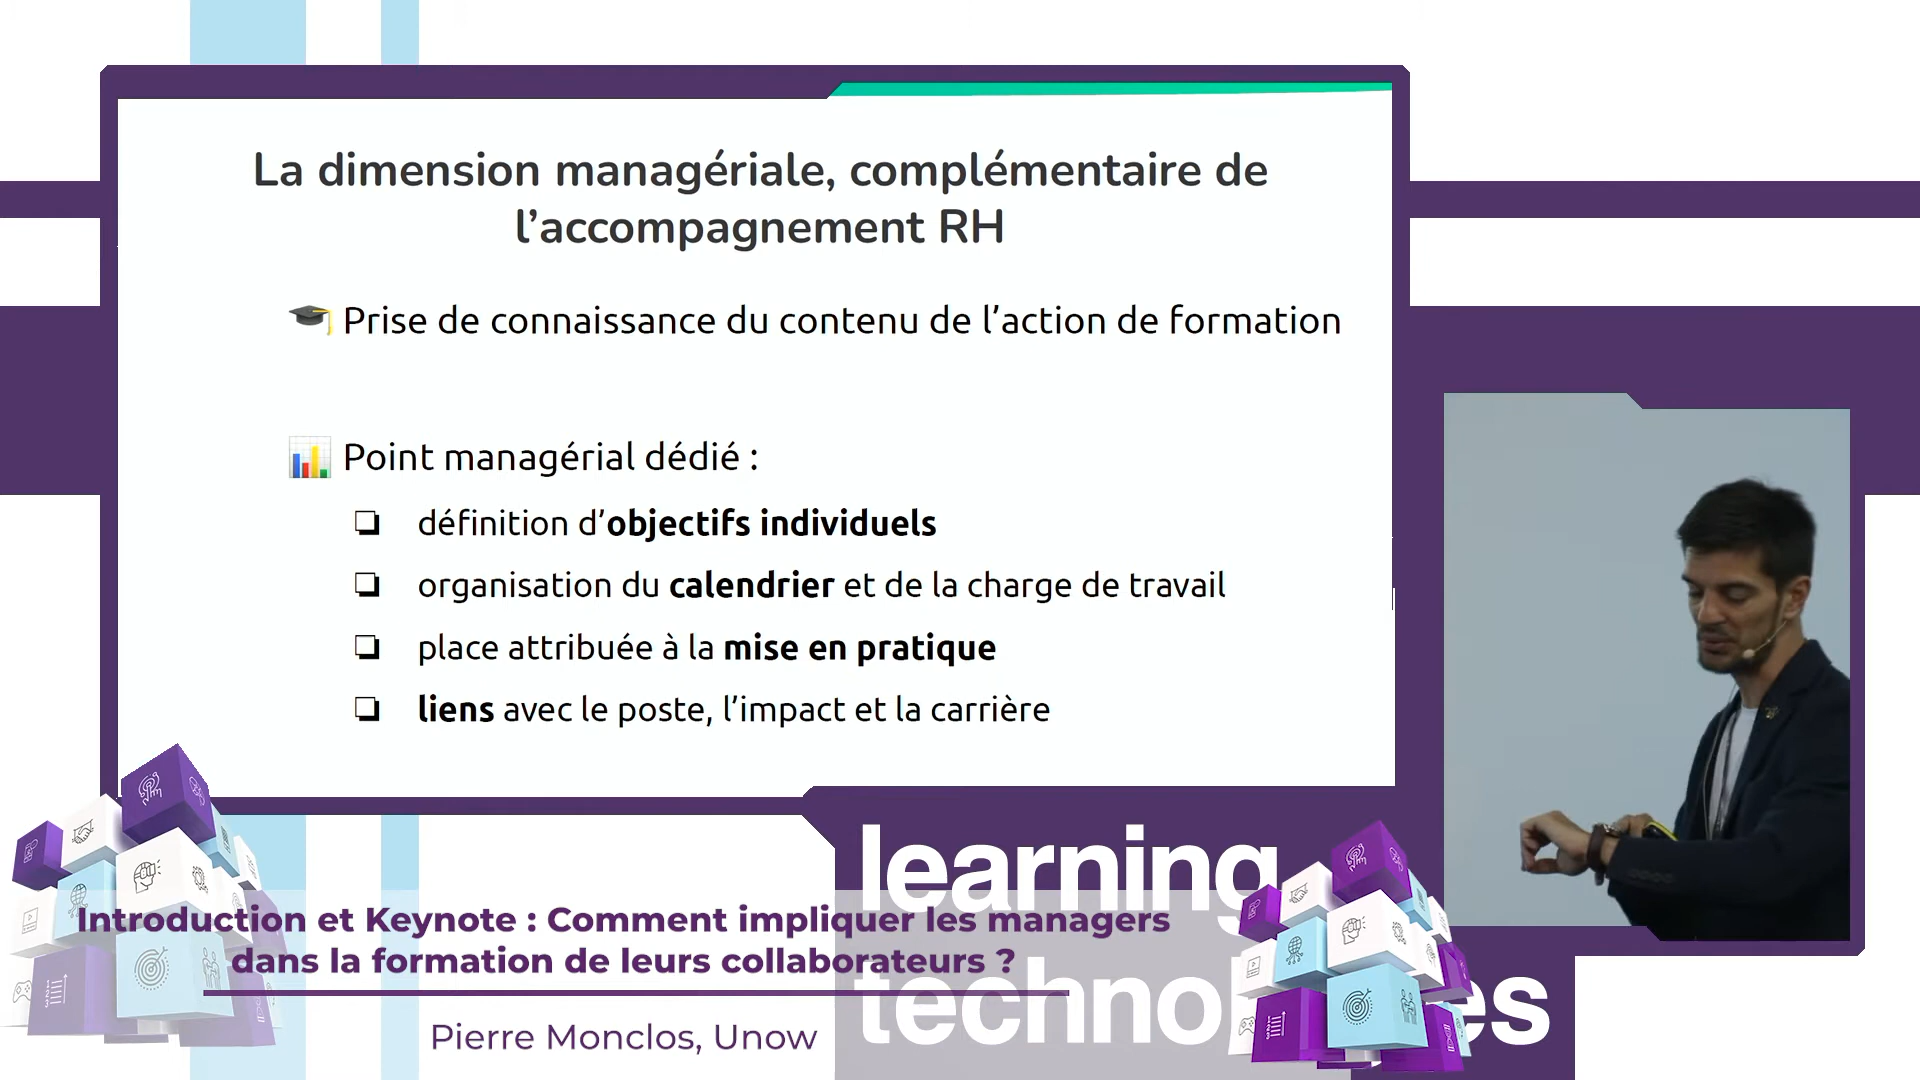 La dimension managériale, complémentaire de
l’accompagnement RH
Prise de connaissance du contenu de l’action de formation
Point managérial dédié :
❏ définition d’objectifs individuels
❏ organisation du calendrier et de la charge de travail
❏ place attribuée à la mise en pratique
❏ liens avec le poste, l’impact et la carrière
learning
Introduction et Keynote : Comment impliquer les managers
dans la formation de leurs collaborateurs ?
Pierre Monclos, Unow